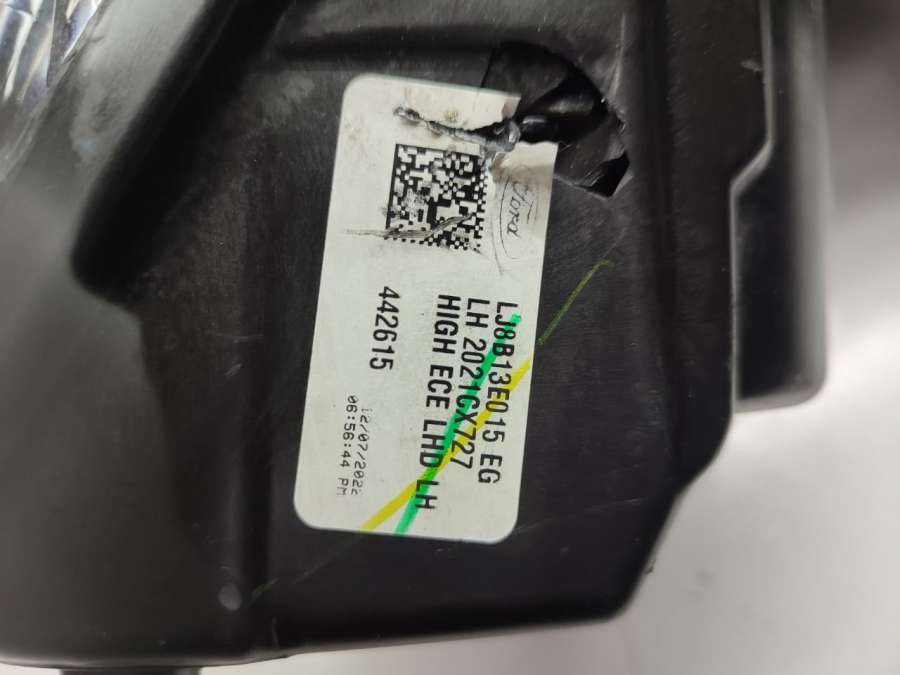 Ford
LJ8B13E015 EG
LH 2021CX727
HIGH ECE LHD LH
442615
12/07/2022
06:56:44 PM